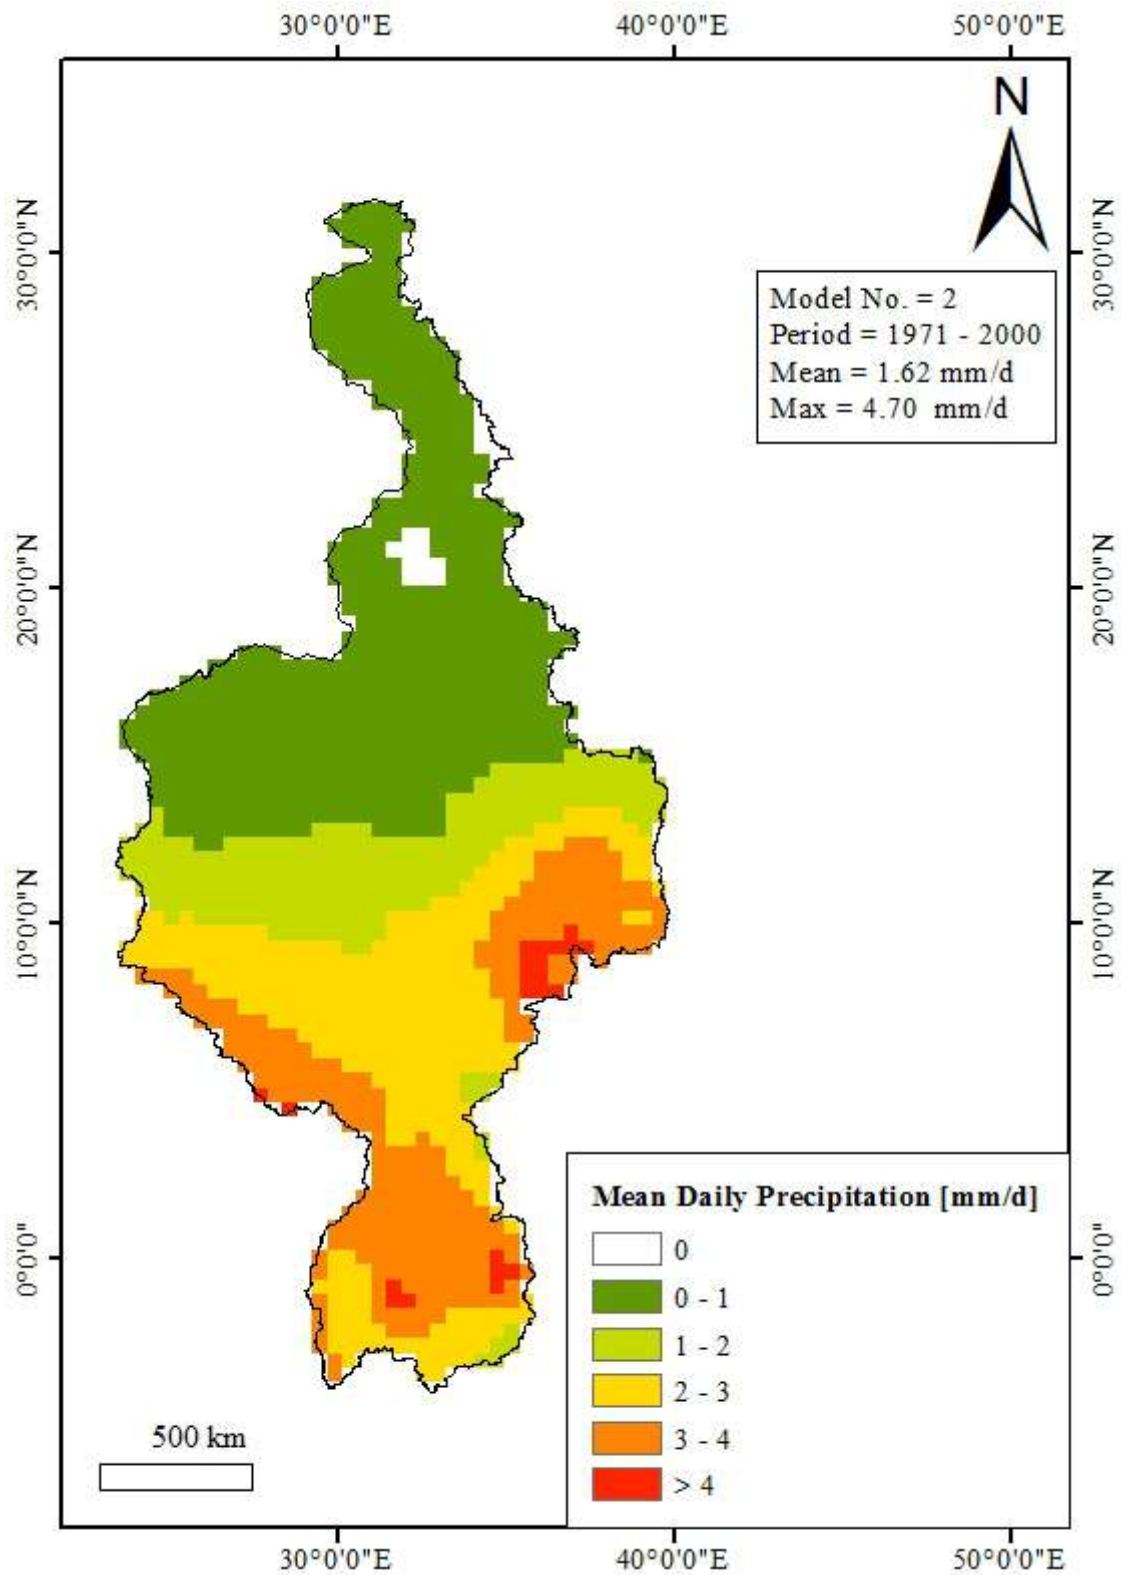 30°0'0"E 40°0'0"E 50°0'0"E
N
30°0'0"N 30°0'0"N
Model No. = 2
Period = 1971 - 2000
Mean = 1.62 mm/d
Max = 4.70 mm/d
20°0'0"N 20°0'0"N
10°0'0"N 10°0'0"N
0°0'0" 0°0'0"
Mean Daily Precipitation [mm/d]
0
0 - 1
1 - 2
2 - 3
3 - 4
> 4
500 km
30°0'0"E 40°0'0"E 50°0'0"E